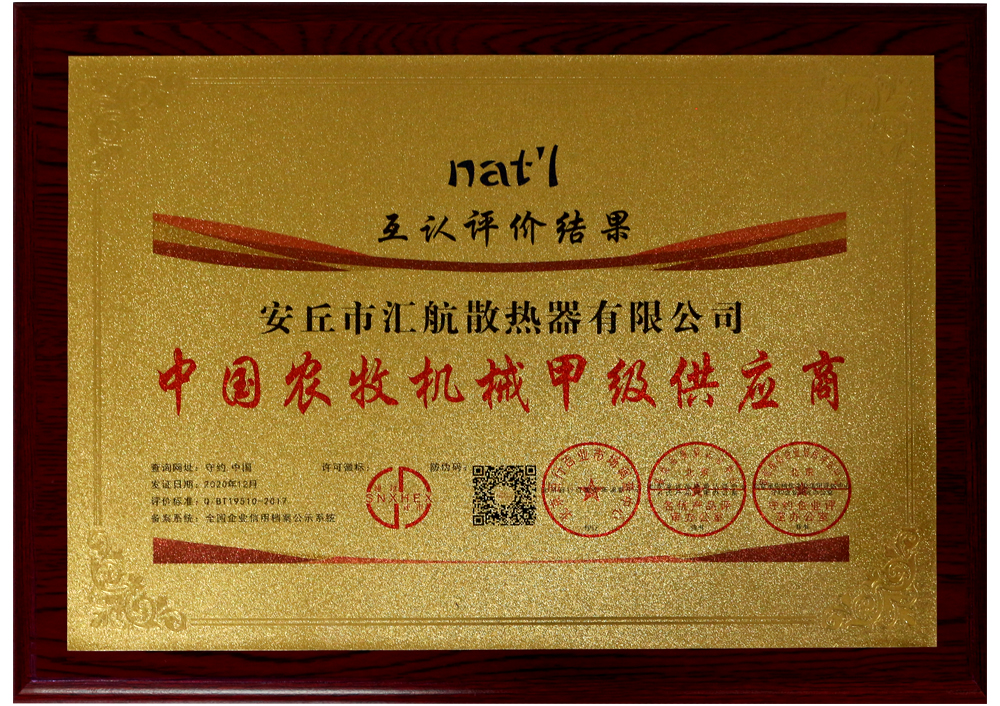 nat'l
互认评价结果
安丘市汇航散热器有限公司
中国农牧机械甲级供应商
查询网址：守约.中国
发证日期：2020年12月
评价标准：Q/BT19510-2017
备案系统：全国企业信用档案公示系统
许可强标：
SNXHEX
防伪码：